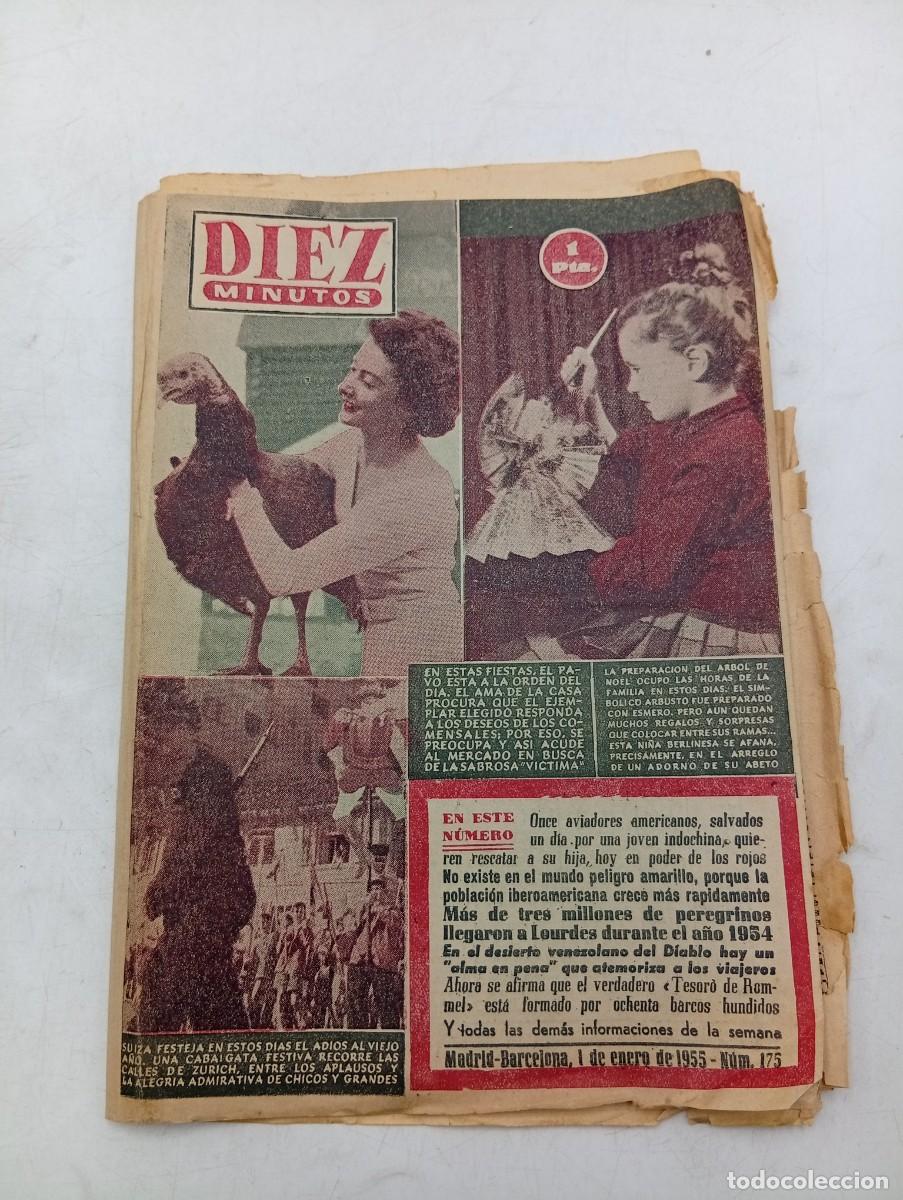 DIEZ
MINUTOS
1
Pta.
EN ESTAS FIESTAS, EL PA-
VO ESTA A LA ORDEN DEL
DIA. EL AMA DE LA CASA
PROCURA QUE EL EJEM-
PLAR ELEGIDO RESPONDA
A LOS DESEOS DE LOS CO-
MENSALES; POR ESO, SE
PREOCUPA Y ASI ACUDE
AL MERCADO EN BUSCA
DE LA SABROSA "VICTIMA"
LA PREPARACION DEL ARBOL DE
NOEL OCUPO LAS HORAS DE LA
FAMILIA EN ESTOS DIAS; EL SIM-
BOLICO ARBUSTO FUE PREPARADO
CON ESMERO. PERO AUN QUEDAN
MUCHOS REGALOS Y SORPRESAS
QUE COLOCAR ENTRE SUS RAMAS...
ESTA NIÑA BERLINESA SE AFANA,
PRECISAMENTE, EN EL ARREGLO
DE UN ADORNO DE SU ABETO
EN ESTE
NÚMERO
Once aviadores americanos, salvados
un día por una joven indochina, quie-
ren rescatar a su hija, hoy en poder de los rojos
No existe en el mundo peligro amarillo, porque la
población iberoamericana crece más rapidamente
Más de tres millones de peregrinos
llegaron a Lourdes durante el año 1954
En el desierto venezolano del Diablo hay un
"alma en pena" que atemoriza a los viajeros
Ahora se afirma que el verdadero «Tesoro de Rom-
mel» está formado por ochenta barcos hundidos
Y todas las demás informaciones de la semana
Madrid-Barcelona, 1 de enero de 1955 - Núm. 175
SUIZA FESTEJA EN ESTOS DIAS EL ADIOS AL VIEJO
AÑO. UNA CABALGATA FESTIVA RECORRE LAS
CALLES DE ZURICH, ENTRE LOS APLAUSOS Y
LA ALEGRIA ADMIRATIVA DE CHICOS Y GRANDES
todocoleccion